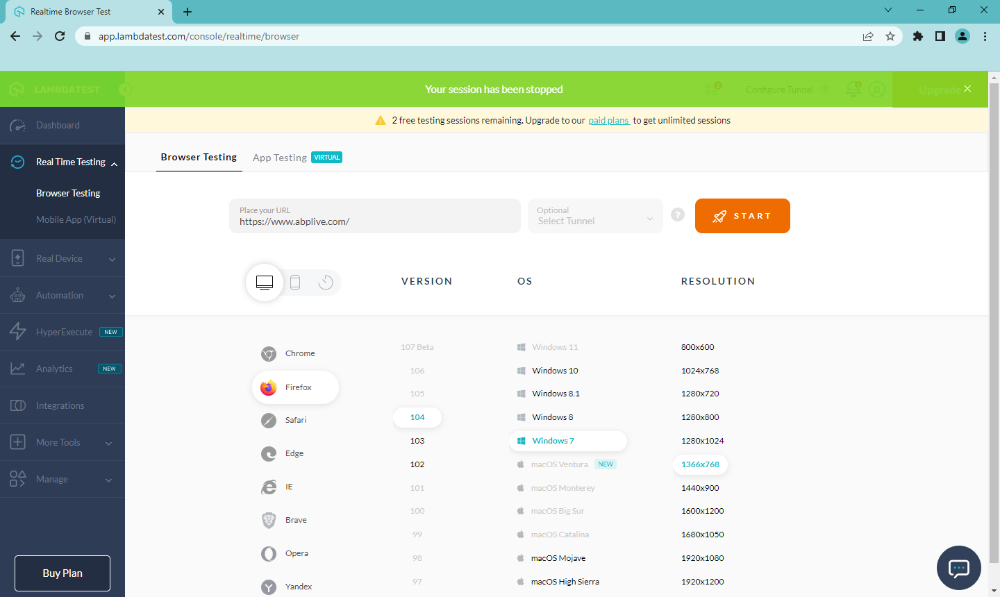 Realtime Browser Test
app.lambdatest.com/console/realtime/browser
LAMBDATEST
Your session has been stopped
Configure Tunnel ?
Upgrade
2 free testing sessions remaining. Upgrade to our paid plans to get unlimited sessions
Dashboard
Real Time Testing
Browser Testing
Mobile App (Virtual)
Real Device
Automation
HyperExecute NEW
Analytics NEW
Integrations
More Tools
Manage
Buy Plan
Browser Testing
App Testing VIRTUAL
Place your URL
https://www.abplive.com/
Optional
Select Tunnel
?
START
VERSION
OS
RESOLUTION
Chrome
Firefox
Safari
Edge
IE
Brave
Opera
Yandex
107 Beta
106
105
104
103
102
101
100
99
98
97
Windows 11
Windows 10
Windows 8.1
Windows 8
Windows 7
macOS Ventura NEW
macOS Monterey
macOS Big Sur
macOS Catalina
macOS Mojave
macOS High Sierra
800x600
1024x768
1280x720
1280x800
1280x1024
1366x768
1440x900
1600x1200
1680x1050
1920x1080
1920x1200